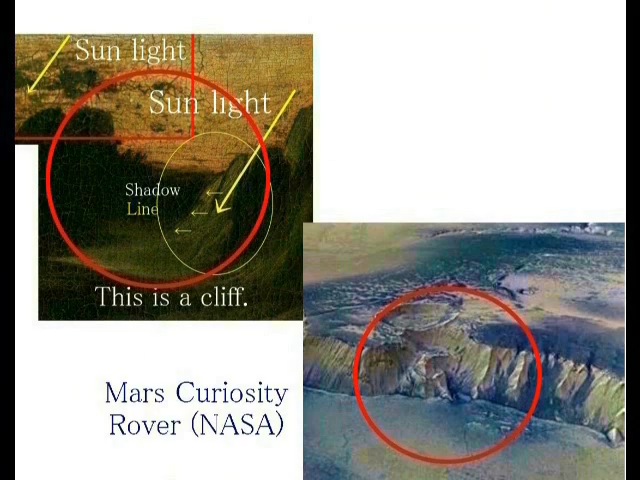 Sun light
Sun light
Shadow
Line
This is a cliff.
Mars Curiosity
Rover (NASA)